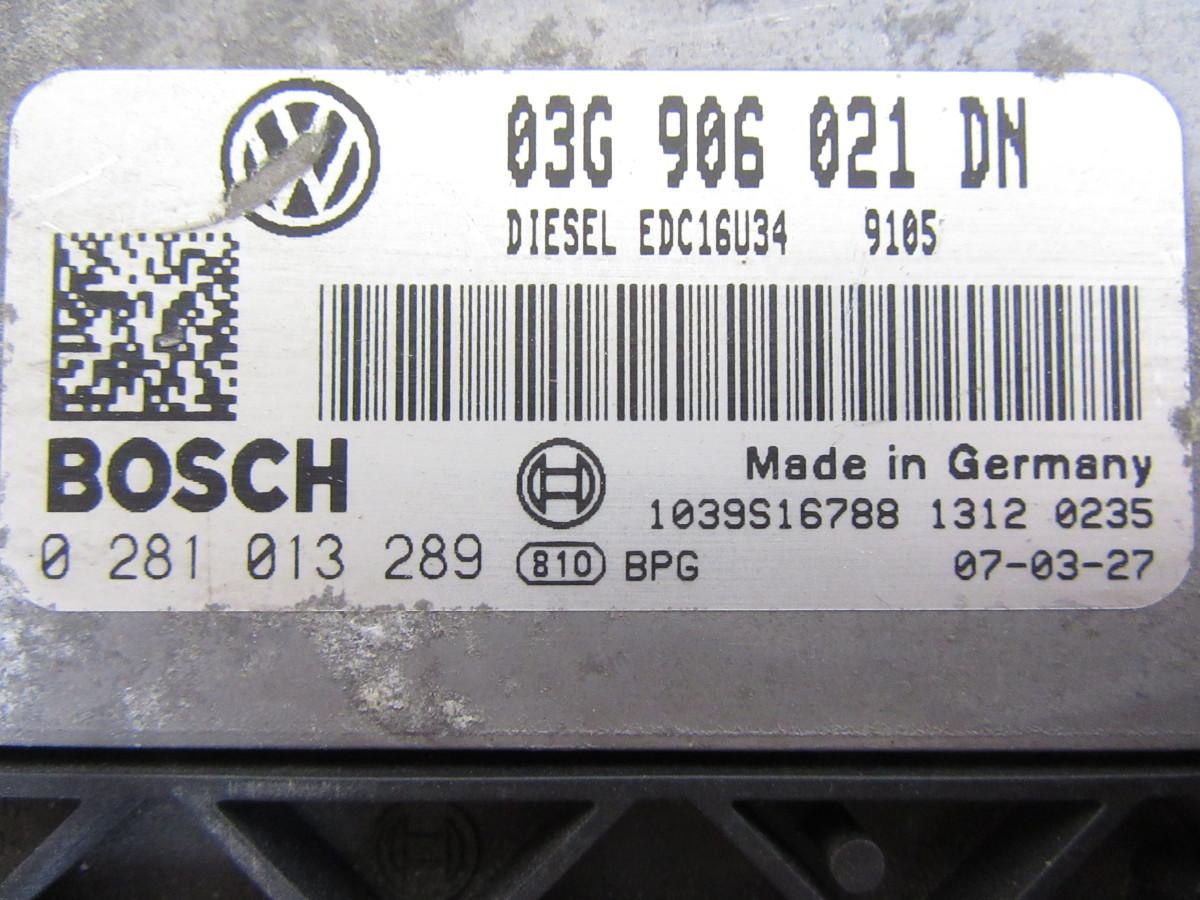 03G 906 021 DN
DIESEL EDC16U34 9105
BOSCH
Made in Germany
1039S16788 1312 0235
0 281 013 289 810 BPG 07-03-27